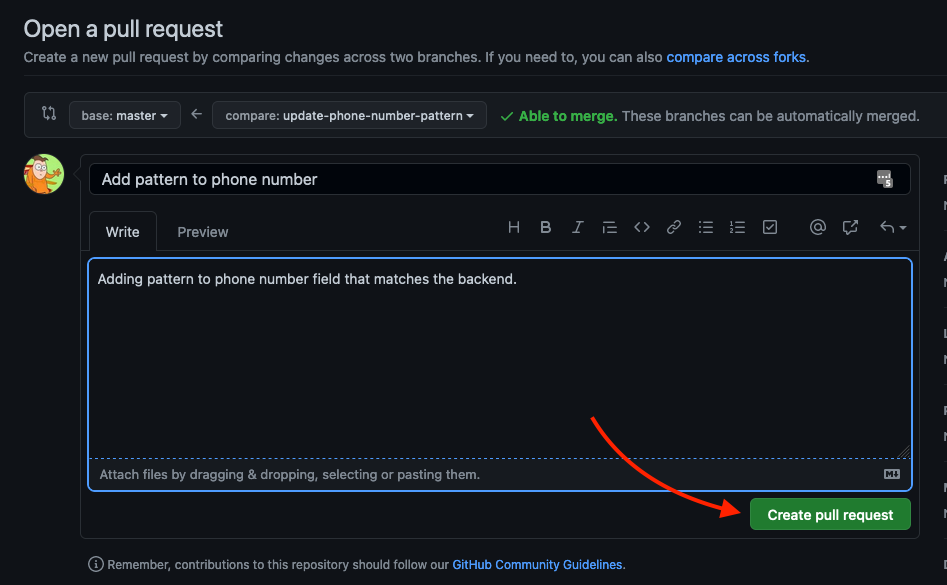 Open a pull request
Create a new pull request by comparing changes across two branches. If you need to, you can also compare across forks.
base: master
compare: update-phone-number-pattern
Able to merge. These branches can be automatically merged.
Add pattern to phone number
Write
Preview
Adding pattern to phone number field that matches the backend.
Attach files by dragging & dropping, selecting or pasting them.
Create pull request
Remember, contributions to this repository should follow our GitHub Community Guidelines.